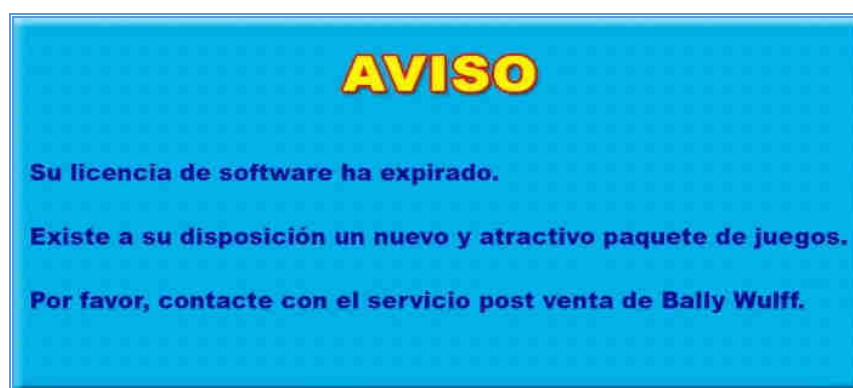 AVISO
Su licencia de software ha expirado.
Existe a su disposición un nuevo y atractivo paquete de juegos.
Por favor, contacte con el servicio post venta de Bally Wulff.